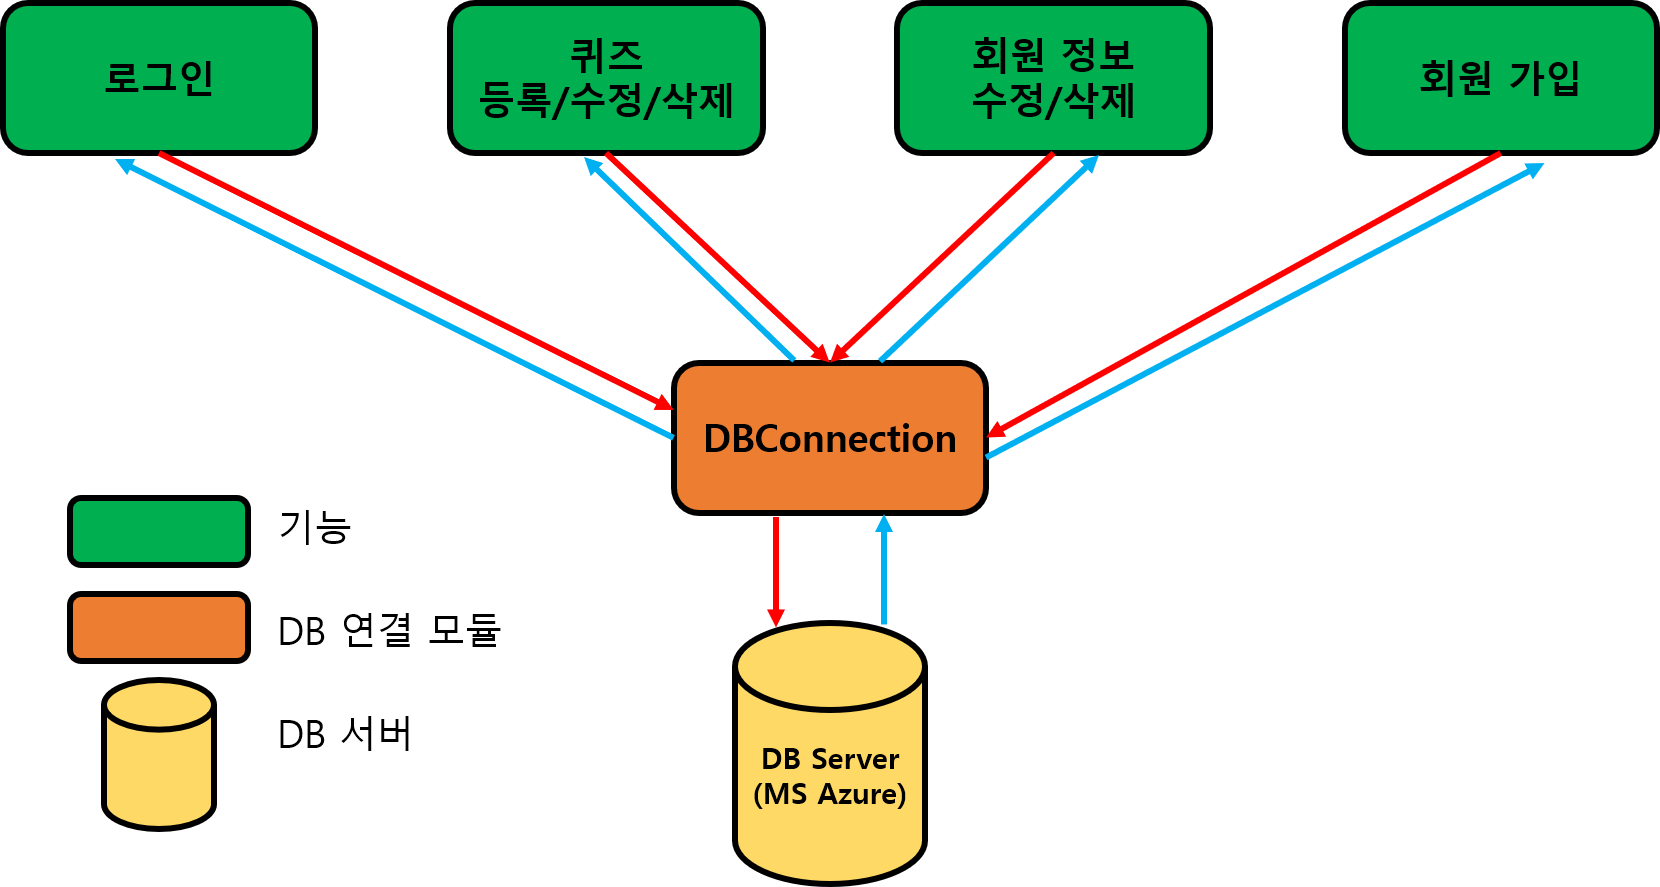 로그인
퀴즈
등록/수정/삭제
회원 정보
수정/삭제
회원 가입
DBConnection
기능
DB 연결 모듈
DB 서버
DB Server
(MS Azure)